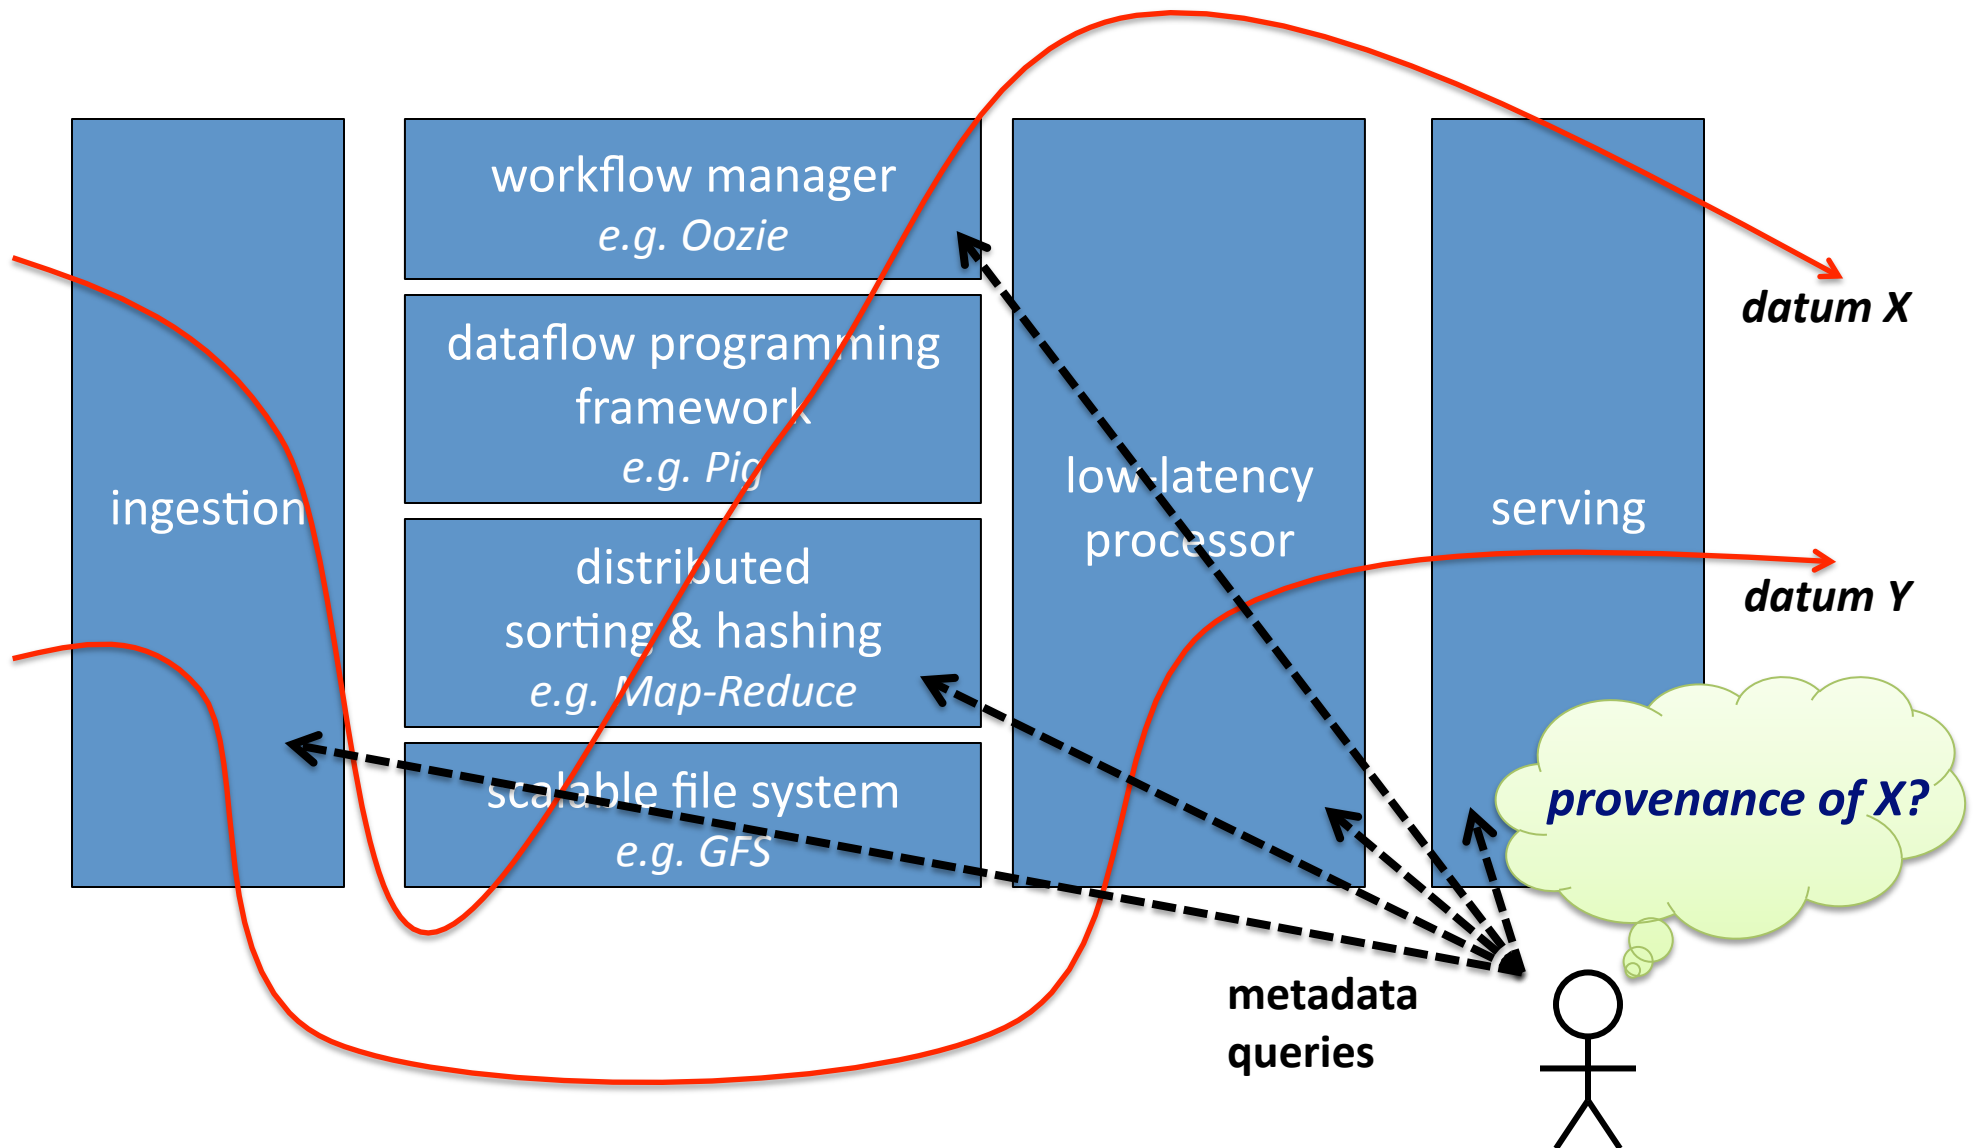 ingestion
workflow manager
e.g. Oozie
dataflow programming
framework
e.g. Pig
distributed
sorting & hashing
e.g. Map-Reduce
scalable file system
e.g. GFS
low-latency
processor
serving
datum X
datum Y
provenance of X?
metadata
queries